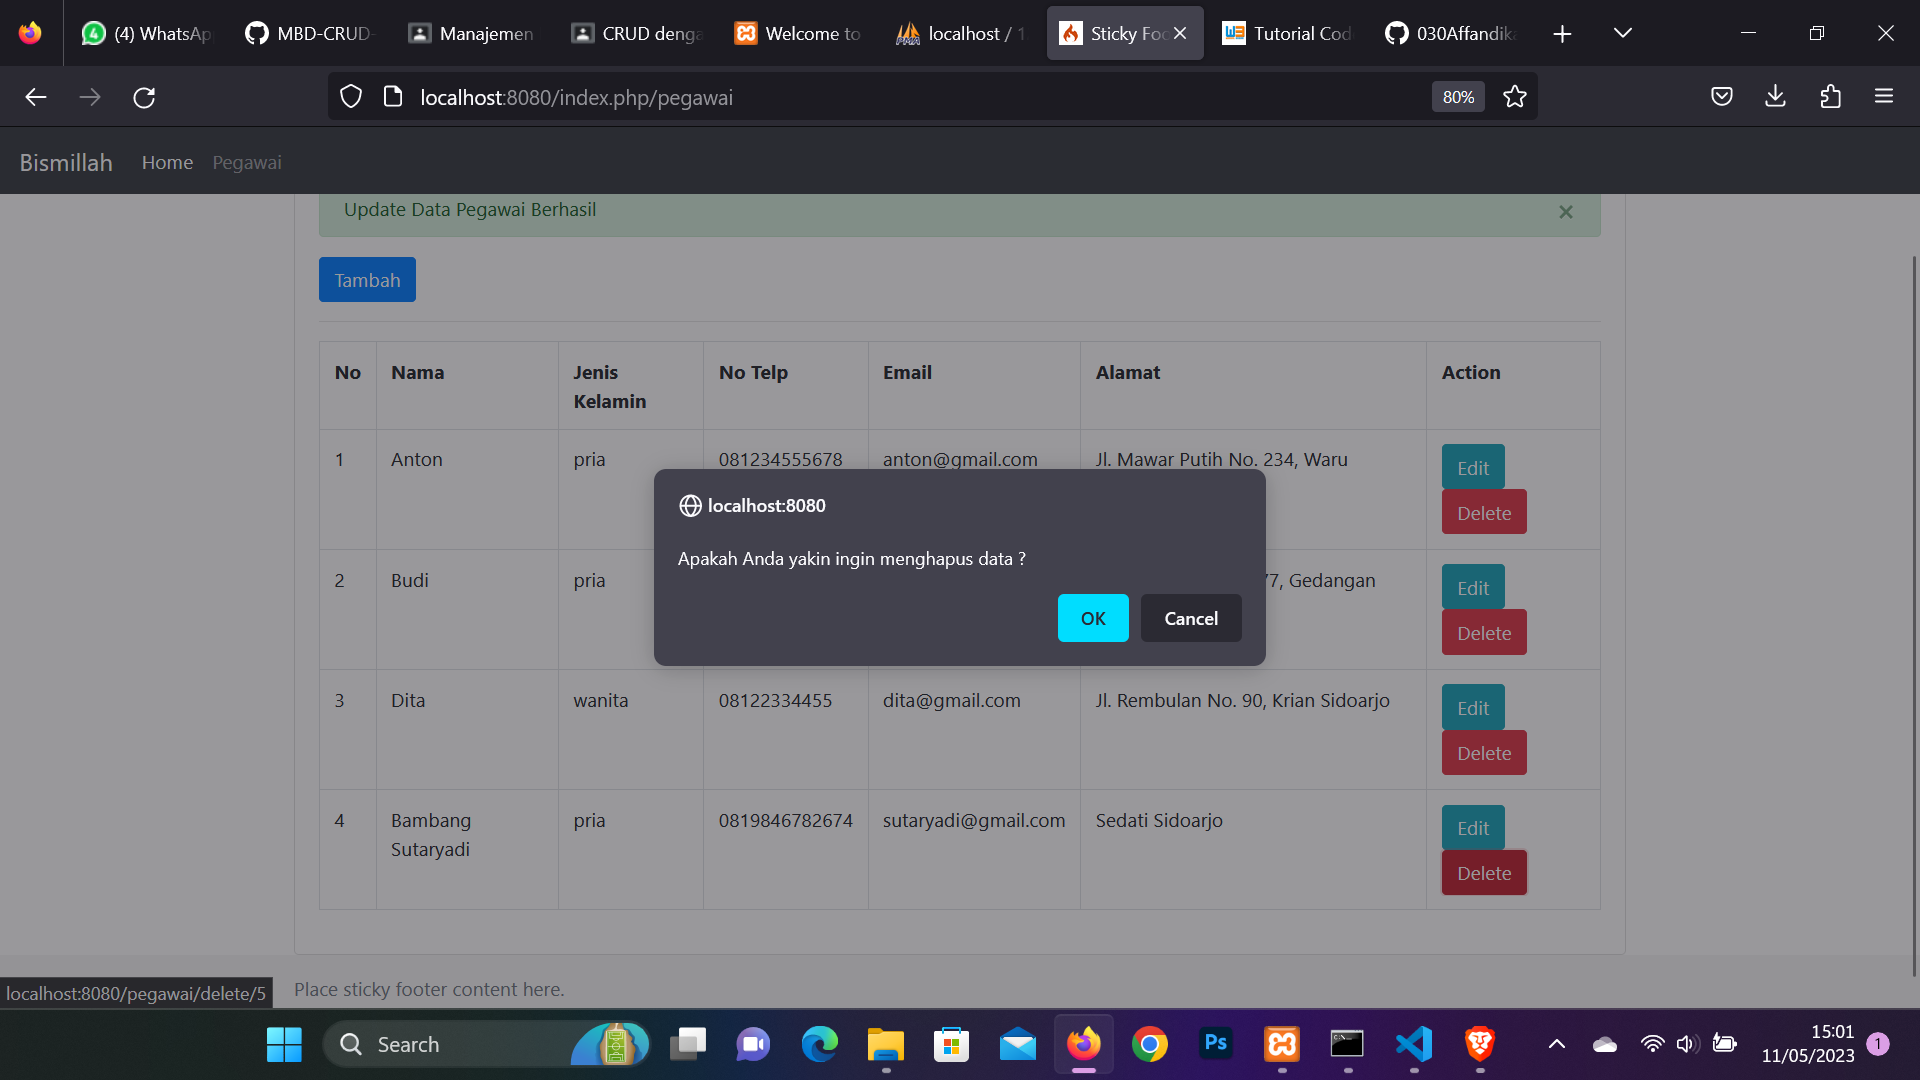 (4) WhatsAp
MBD-CRUD-
Manajemen
CRUD denga
Welcome to
localhost / 1
Sticky Foo
Tutorial Cod
030Affandika
localhost:8080/index.php/pegawai
80%
Bismillah Home Pegawai
Update Data Pegawai Berhasil ×
Tambah
No Nama Jenis Kelamin No Telp Email Alamat Action
1 Anton pria 081234555678 anton@gmail.com Jl. Mawar Putih No. 234, Waru
Edit
Delete
localhost:8080
Apakah Anda yakin ingin menghapus data ?
OK Cancel
2 Budi pria 77, Gedangan
Edit
Delete
3 Dita wanita 08122334455 dita@gmail.com Jl. Rembulan No. 90, Krian Sidoarjo
Edit
Delete
4 Bambang Sutaryadi pria 0819846782674 sutaryadi@gmail.com Sedati Sidoarjo
Edit
Delete
localhost:8080/pegawai/delete/5
Place sticky footer content here.
Search
Ps
15:01
11/05/2023
1